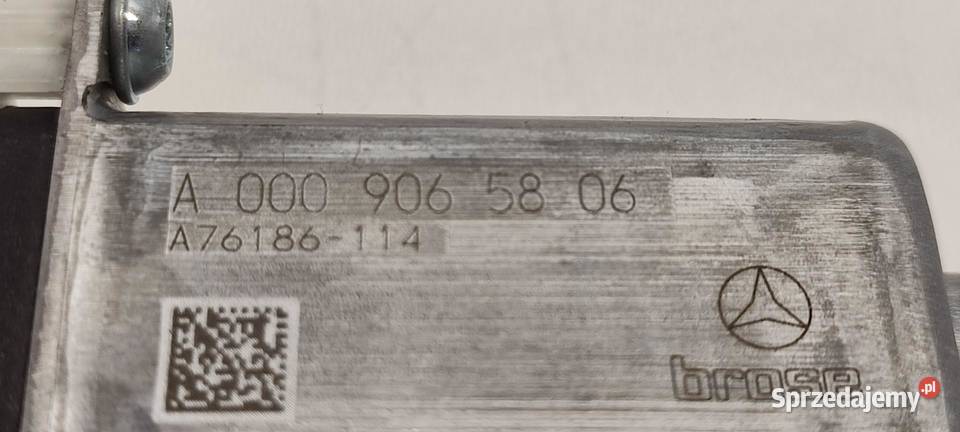 A 000 906 58 06
A76186-114
brose
Sprzedajemy.pl